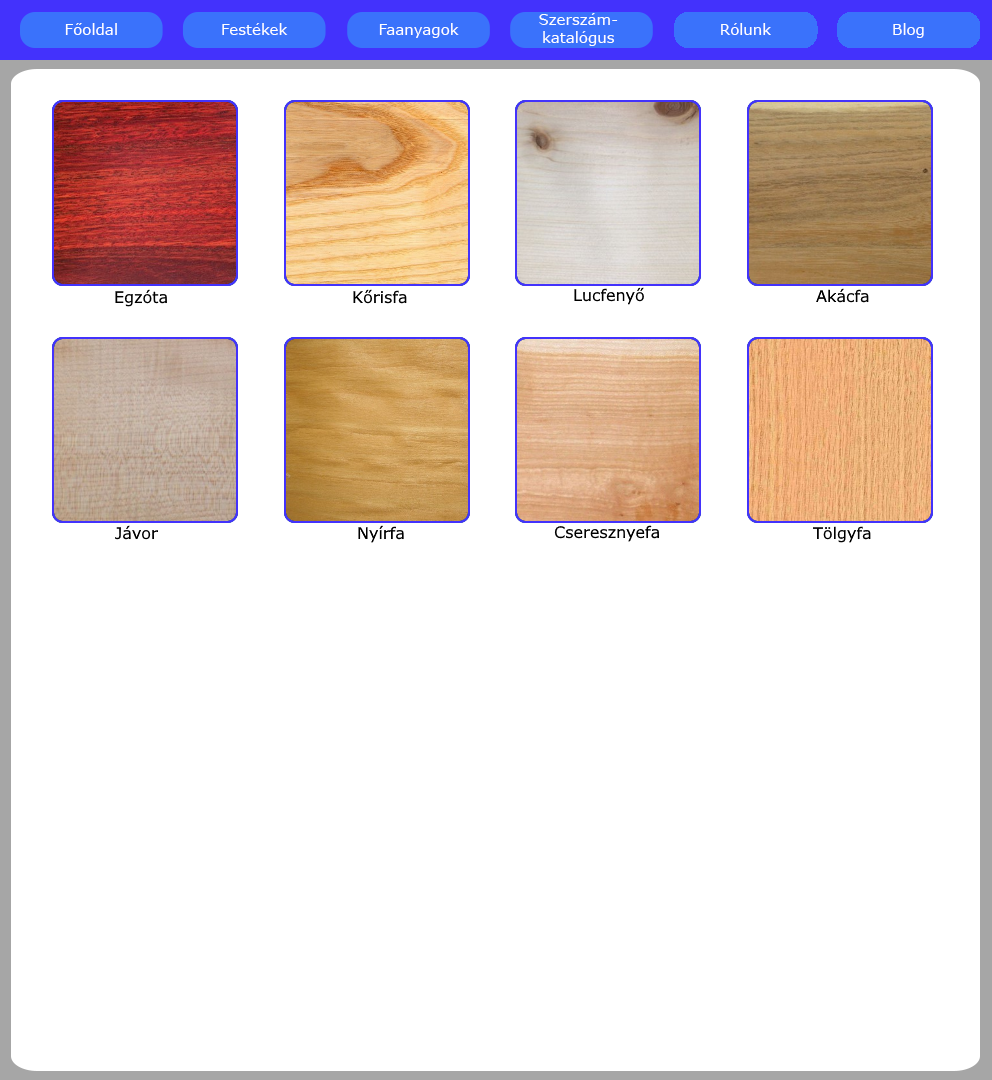 Főoldal
Festékek
Faanyagok
Szerszám-
katalógus
Rólunk
Blog
Egzóta
Kőrisfa
Lucfenyő
Akácfa
Jávor
Nyírfa
Cseresznyefa
Tölgyfa